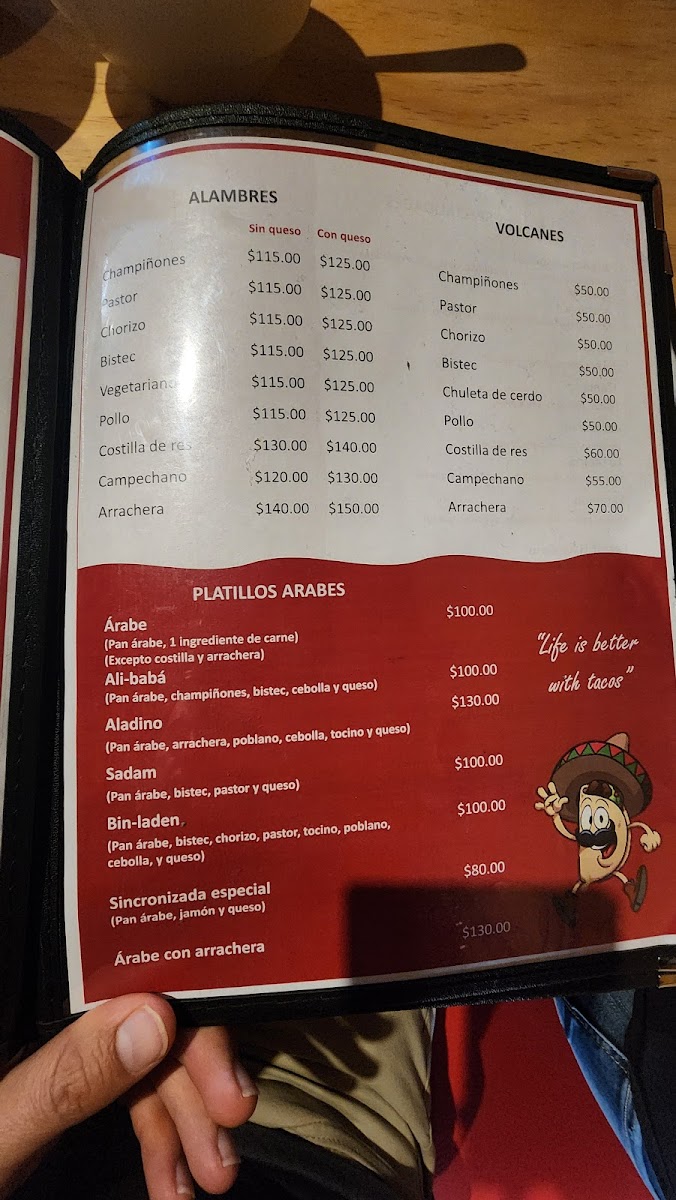 ALAMBRES
Sin queso Con queso
Champiñones $115.00 $125.00
Pastor $115.00 $125.00
Chorizo $115.00 $125.00
Bistec $115.00 $125.00
Vegetariano $115.00 $125.00
Pollo $115.00 $125.00
Costilla de res $130.00 $140.00
Campechano $120.00 $130.00
Arrachera $140.00 $150.00
VOLCANES
Champiñones $50.00
Pastor $50.00
Chorizo $50.00
Bistec $50.00
Chuleta de cerdo $50.00
Pollo $50.00
Costilla de res $60.00
Campechano $55.00
Arrachera $70.00
PLATILLOS ARABES
Árabe $100.00
(Pan árabe, 1 ingrediente de carne)
(Excepto costilla y arrachera)
Ali-babá $100.00
(Pan árabe, champiñones, bistec, cebolla y queso)
Aladino $130.00
(Pan árabe, arrachera, poblano, cebolla, tocino y queso)
Sadam $100.00
(Pan árabe, bistec, pastor y queso)
Bin-laden $100.00
(Pan árabe, bistec, chorizo, pastor, tocino, poblano,
cebolla, y queso)
Sincronizada especial $80.00
(Pan árabe, jamón y queso)
Árabe con arrachera $130.00
"Life is better
with tacos"